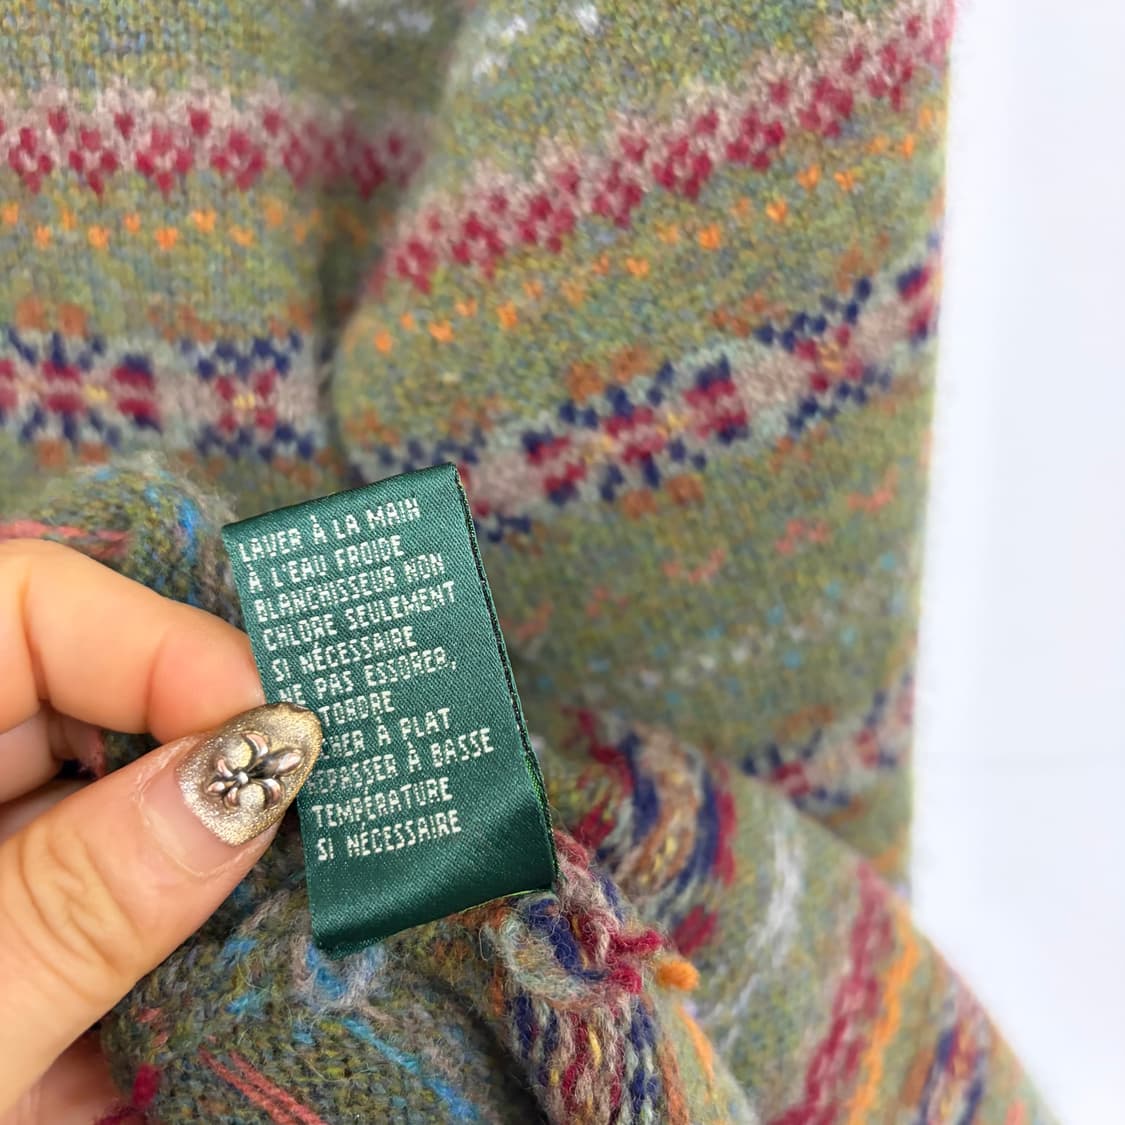 LAVER À LA MAIN
À L'EAU FROIDE
BLANCHISSEUR NON
CHLORE SEULEMENT
SI NÉCESSAIRE
NE PAS ESSORER,
TORDRE
À PLAT
À BASSE
TEMPÉRATURE
SI NÉCESSAIRE